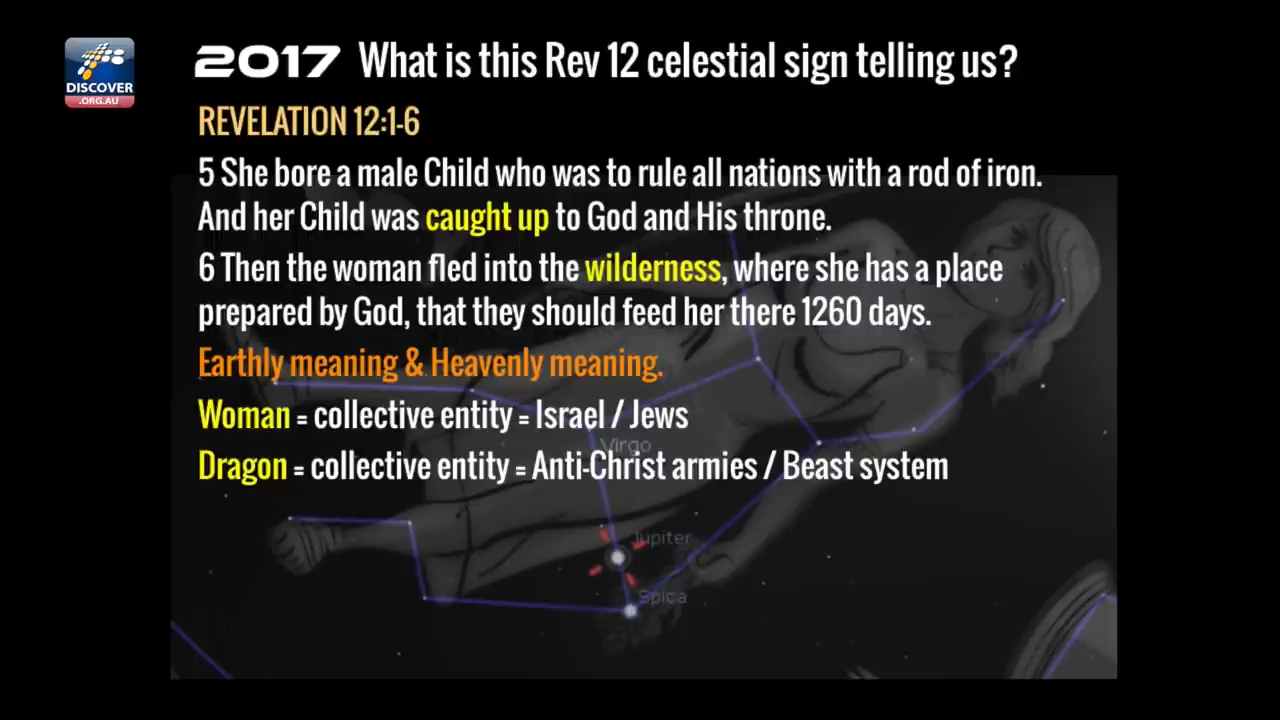 DISCOVER
.ORG.AU
2017 What is this Rev 12 celestial sign telling us?
REVELATION 12:1-6
5 She bore a male Child who was to rule all nations with a rod of iron.
And her Child was caught up to God and His throne.
6 Then the woman fled into the wilderness, where she has a place
prepared by God, that they should feed her there 1260 days.
Earthly meaning & Heavenly meaning.
Woman = collective entity = Israel / Jews
Virgo
Dragon = collective entity = Anti-Christ armies / Beast system
Jupiter
Spica